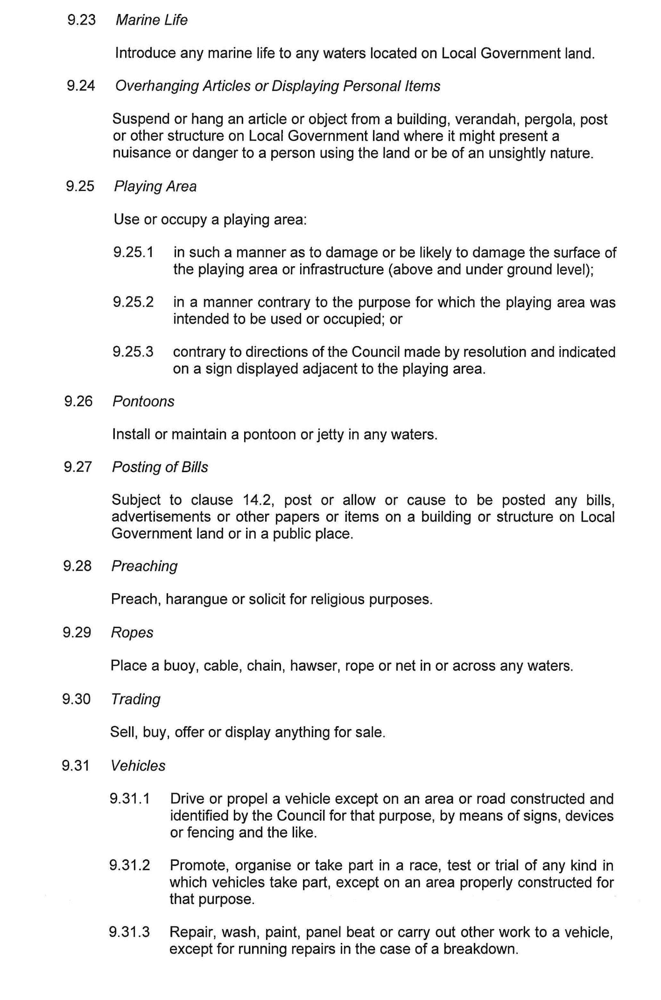 9.23 Marine Life
Introduce any marine life to any waters located on Local Government land.
9.24 Overhanging Articles or Displaying Personal Items
Suspend or hang an article or object from a building, verandah, pergola, post
or other structure on Local Government land where it might present a
nuisance or danger to a person using the land or be of an unsightly nature.
9.25 Playing Area
Use or occupy a playing area:
9.25.1 in such a manner as to damage or be likely to damage the surface of
the playing area or infrastructure (above and under ground level);
9.25.2 in a manner contrary to the purpose for which the playing area was
intended to be used or occupied; or
9.25.3 contrary to directions of the Council made by resolution and indicated
on a sign displayed adjacent to the playing area.
9.26 Pontoons
Install or maintain a pontoon or jetty in any waters.
9.27 Posting of Bills
Subject to clause 14.2, post or allow or cause to be posted any bills,
advertisements or other papers or items on a building or structure on Local
Government land or in a public place.
9.28 Preaching
Preach, harangue or solicit for religious purposes.
9.29 Ropes
Place a buoy, cable, chain, hawser, rope or net in or across any waters.
9.30 Trading
Sell, buy, offer or display anything for sale.
9.31 Vehicles
9.31.1 Drive or propel a vehicle except on an area or road constructed and
identified by the Council for that purpose, by means of signs, devices
or fencing and the like.
9.31.2 Promote, organise or take part in a race, test or trial of any kind in
which vehicles take part, except on an area properly constructed for
that purpose.
9.31.3 Repair, wash, paint, panel beat or carry out other work to a vehicle,
except for running repairs in the case of a breakdown.